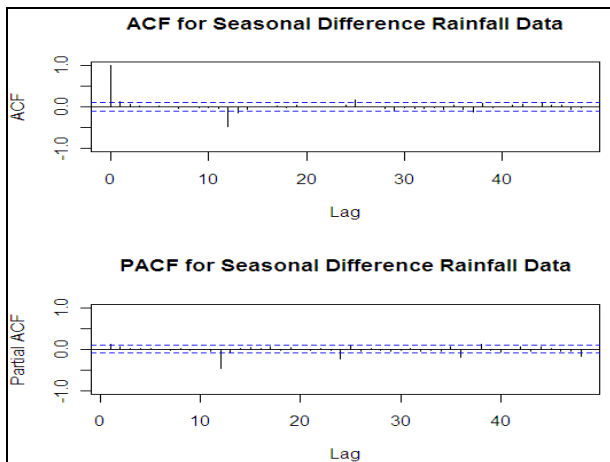 ACF for Seasonal Difference Rainfall Data
ACF
1.0
0.0
-1.0
0 10 20 30 40
Lag
PACF for Seasonal Difference Rainfall Data
Partial ACF
1.0
0.0
-1.0
0 10 20 30 40
Lag